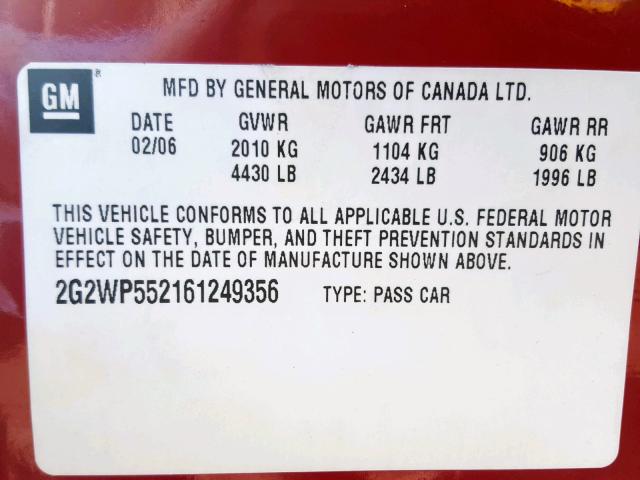 GM ®
MFD BY GENERAL MOTORS OF CANADA LTD.
DATE GVWR GAWR FRT GAWR RR
02/06 2010 KG 1104 KG 906 KG
4430 LB 2434 LB 1996 LB
THIS VEHICLE CONFORMS TO ALL APPLICABLE U.S. FEDERAL MOTOR
VEHICLE SAFETY, BUMPER, AND THEFT PREVENTION STANDARDS IN
EFFECT ON THE DATE OF MANUFACTURE SHOWN ABOVE.
2G2WP552161249356 TYPE: PASS CAR